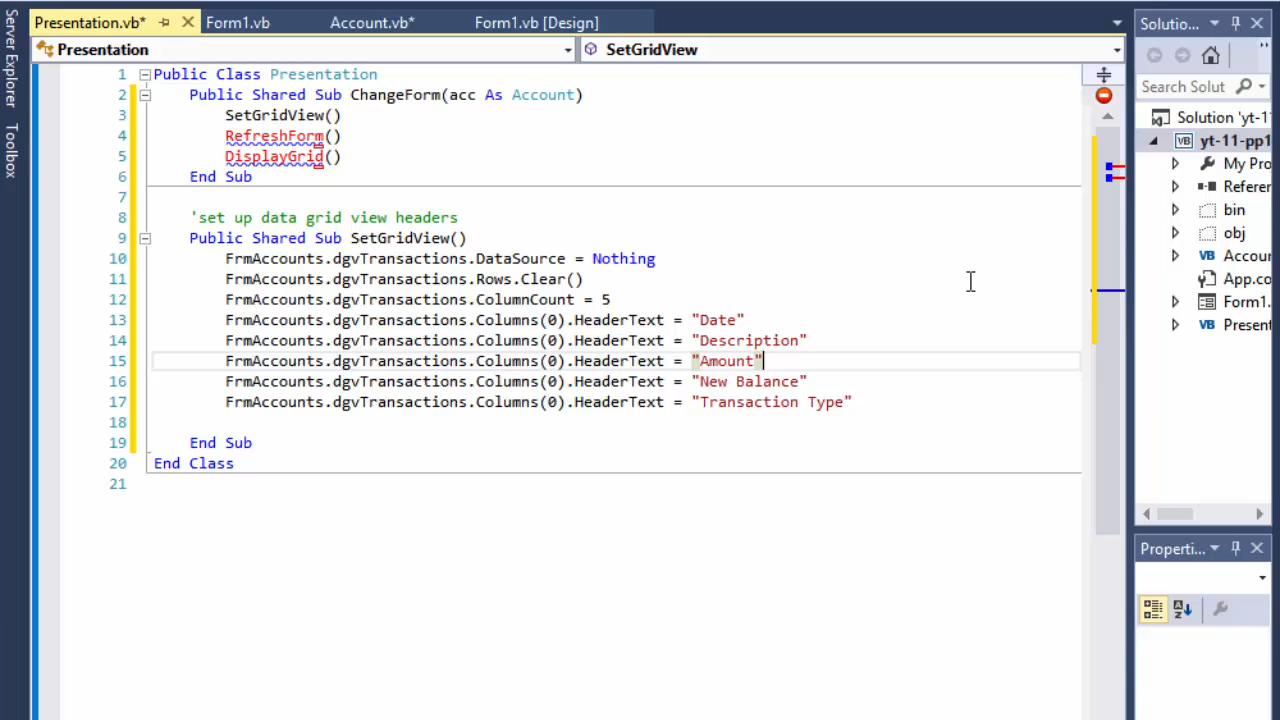 Server Explorer
Toolbox
Presentation.vb*
Form1.vb
Account.vb*
Form1.vb [Design]
Presentation
SetGridView
1 Public Class Presentation
2 Public Shared Sub ChangeForm(acc As Account)
3 SetGridView()
4 RefreshForm()
5 DisplayGrid()
6 End Sub
7
8 'set up data grid view headers
9 Public Shared Sub SetGridView()
10 FrmAccounts.dgvTransactions.DataSource = Nothing
11 FrmAccounts.dgvTransactions.Rows.Clear()
12 FrmAccounts.dgvTransactions.ColumnCount = 5
13 FrmAccounts.dgvTransactions.Columns(0).HeaderText = "Date"
14 FrmAccounts.dgvTransactions.Columns(0).HeaderText = "Description"
15 FrmAccounts.dgvTransactions.Columns(0).HeaderText = "Amount"
16 FrmAccounts.dgvTransactions.Columns(0).HeaderText = "New Balance"
17 FrmAccounts.dgvTransactions.Columns(0).HeaderText = "Transaction Type"
18
19 End Sub
20 End Class
21
Solutio...
Search Solut
Solution 'yt-1
VB yt-11-pp1
My Pro
Referer
bin
obj
VB Accour
App.co
Form1.
VB Present
Properti...